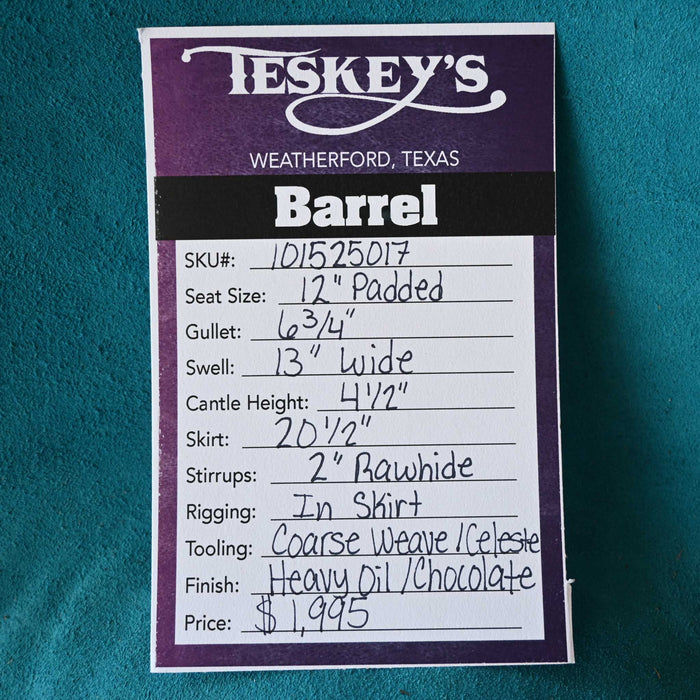 TESKEY'S
WEATHERFORD, TEXAS
Barrel
SKU#: 101525017
Seat Size: 12" Padded
Gullet: 6 3/4"
Swell: 13" Wide
Cantle Height: 4 1/2"
Skirt: 20 1/2"
Stirrups: 2" Rawhide
Rigging: In Skirt
Tooling: Coarse Weave / Celeste
Finish: Heavy Oil / Chocolate
Price: $1,995